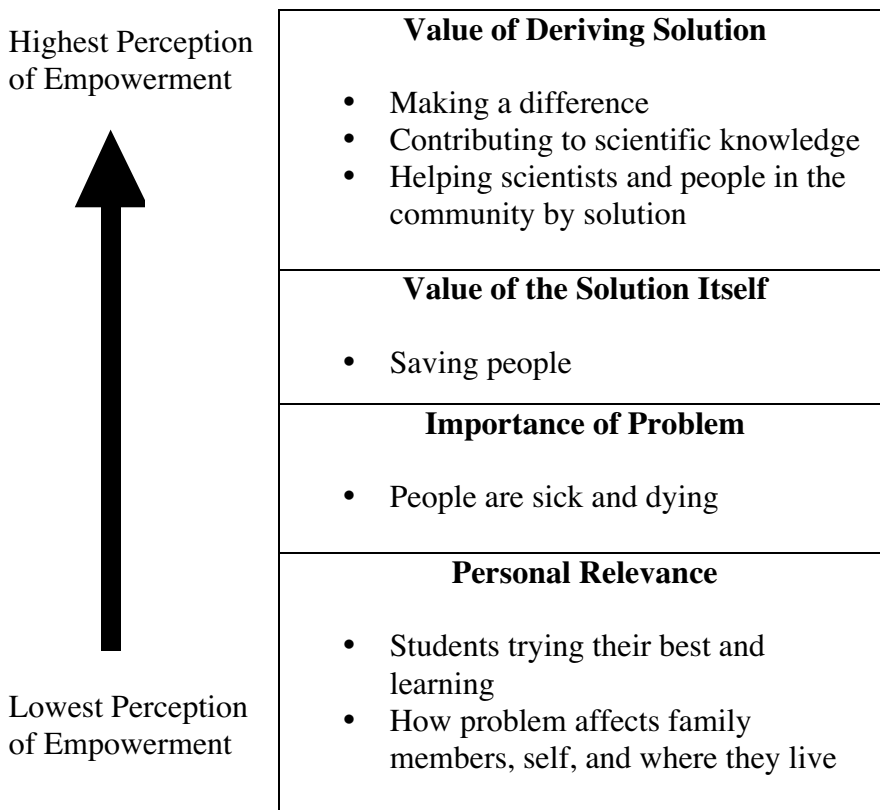 Highest Perception
of Empowerment
Value of Deriving Solution
• Making a difference
• Contributing to scientific knowledge
• Helping scientists and people in the
community by solution
Value of the Solution Itself
• Saving people
Importance of Problem
• People are sick and dying
Personal Relevance
• Students trying their best and
learning
• How problem affects family
members, self, and where they live
Lowest Perception
of Empowerment